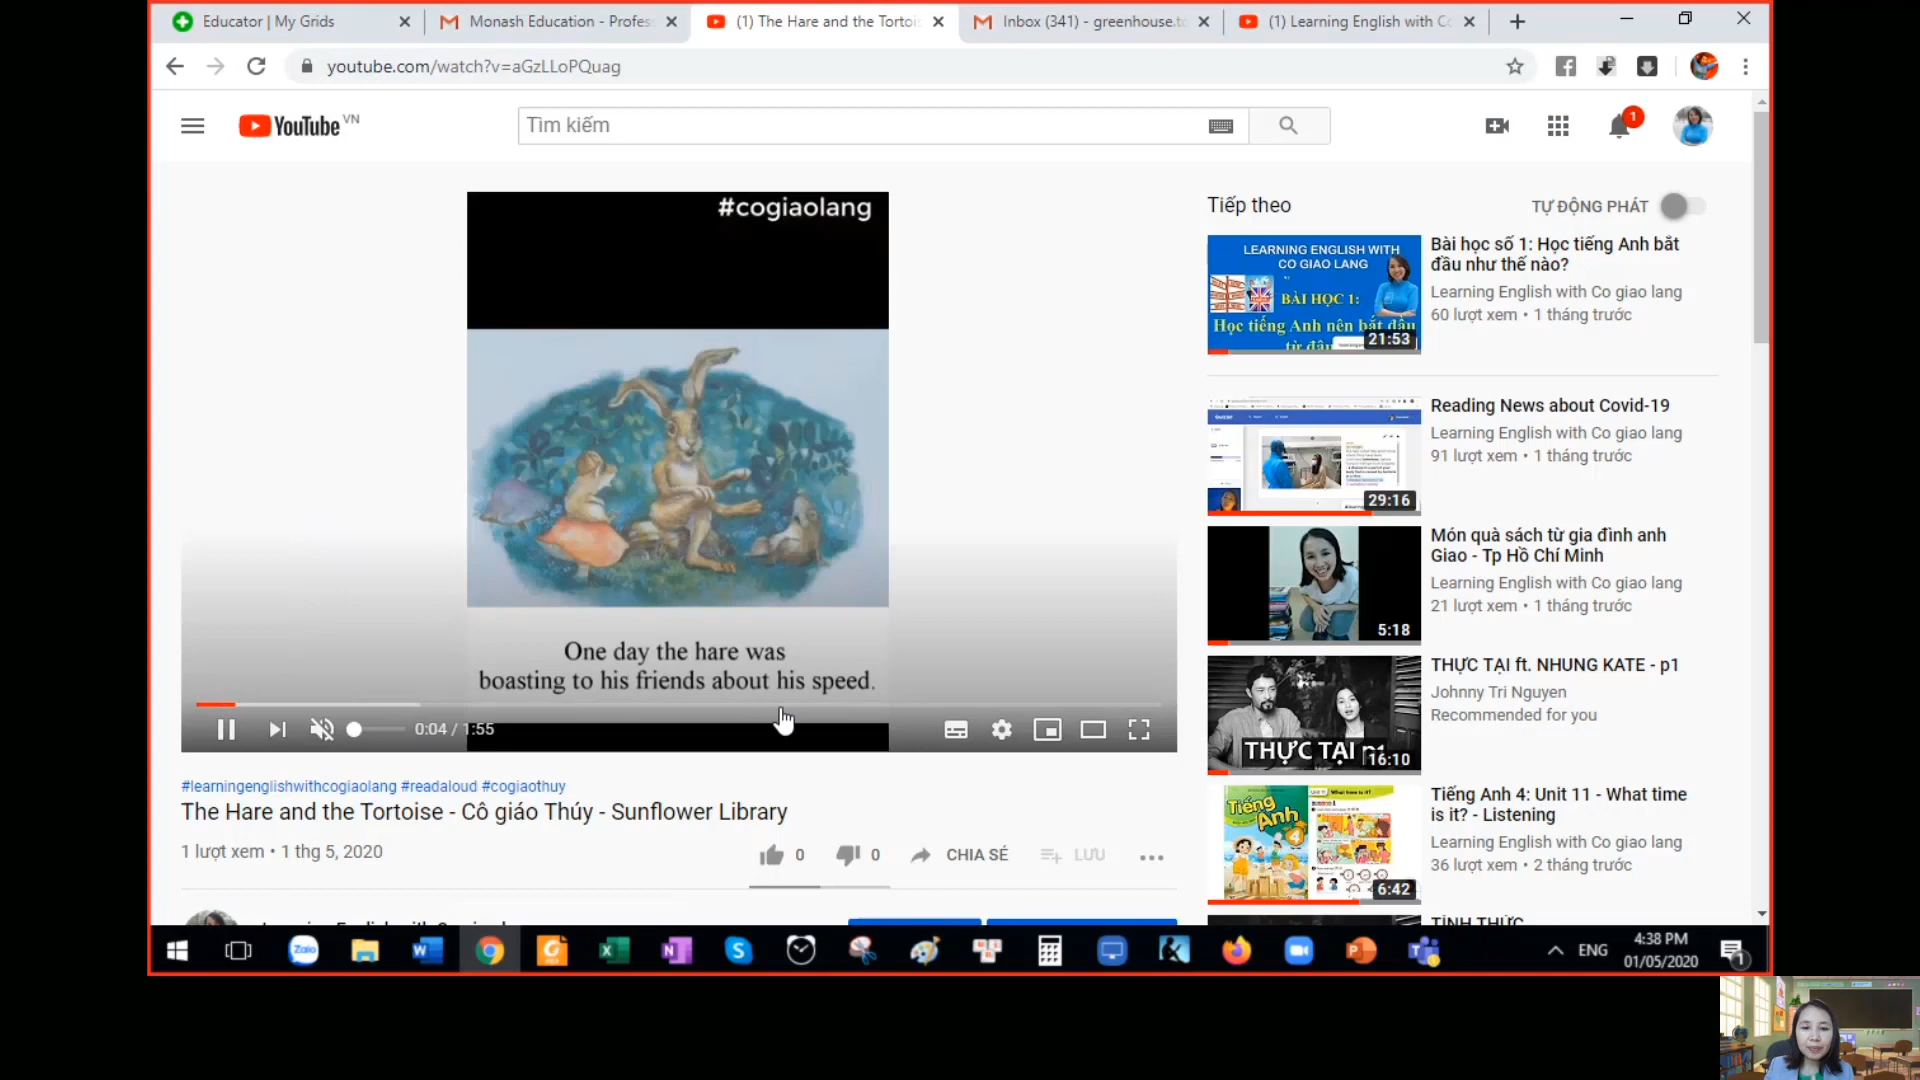 Educator | My Grids
Monash Education - Profes
(1) The Hare and the Tortoi
Inbox (341) - greenhouse.to
(1) Learning English with Co
youtube.com/watch?v=aGzLLoPQuag
YouTube VN
Tìm kiếm
1
#cogiaolang
One day the hare was
boasting to his friends about his speed.
0:04 / 1:55
#learningenglishwithcogiaolang #readaloud #cogiaothuy
The Hare and the Tortoise - Cô giáo Thúy - Sunflower Library
1 lượt xem • 1 thg 5, 2020
0
0
CHIA SẺ
LƯU
Tiếp theo
TỰ ĐỘNG PHÁT
LEARNING ENGLISH WITH
CO GIAO LANG
BÀI HỌC 1:
Học tiếng Anh nên bắt đầu
từ đâu
21:53
Bài học số 1: Học tiếng Anh bắt
đầu như thế nào?
Learning English with Co giao lang
60 lượt xem • 1 tháng trước
29:16
Reading News about Covid-19
Learning English with Co giao lang
91 lượt xem • 1 tháng trước
5:18
Món quà sách từ gia đình anh
Giao - Tp Hồ Chí Minh
Learning English with Co giao lang
21 lượt xem • 1 tháng trước
THỰC TẠI p1
16:10
THỰC TẠI ft. NHUNG KATE - p1
Johnny Tri Nguyen
Recommended for you
Tiếng
Anh 4
6:42
Tiếng Anh 4: Unit 11 - What time
is it? - Listening
Learning English with Co giao lang
36 lượt xem • 2 tháng trước
TỈNH THỨC
Zalo
ENG
4:38 PM
01/05/2020
1